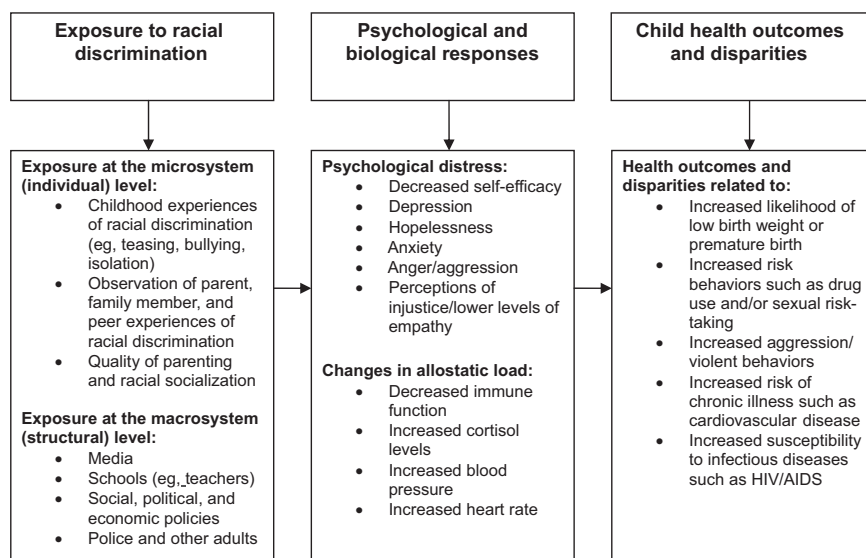 Exposure to racial
discrimination
Psychological and
biological responses
Child health outcomes
and disparities
Exposure at the microsystem
(individual) level:
• Childhood experiences
of racial discrimination
(eg, teasing, bullying,
isolation)
• Observation of parent,
family member, and
peer experiences of
racial discrimination
• Quality of parenting
and racial socialization
Exposure at the macrosystem
(structural) level:
• Media
• Schools (eg, teachers)
• Social, political, and
economic policies
• Police and other adults
Psychological distress:
• Decreased self-efficacy
• Depression
• Hopelessness
• Anxiety
• Anger/aggression
• Perceptions of
injustice/lower levels of
empathy
Changes in allostatic load:
• Decreased immune
function
• Increased cortisol
levels
• Increased blood
pressure
• Increased heart rate
Health outcomes and
disparities related to:
• Increased likelihood of
low birth weight or
premature birth
• Increased risk
behaviors such as drug
use and/or sexual risk-
taking
• Increased aggression/
violent behaviors
• Increased risk of
chronic illness such as
cardiovascular disease
• Increased susceptibility
to infectious diseases
such as HIV/AIDS